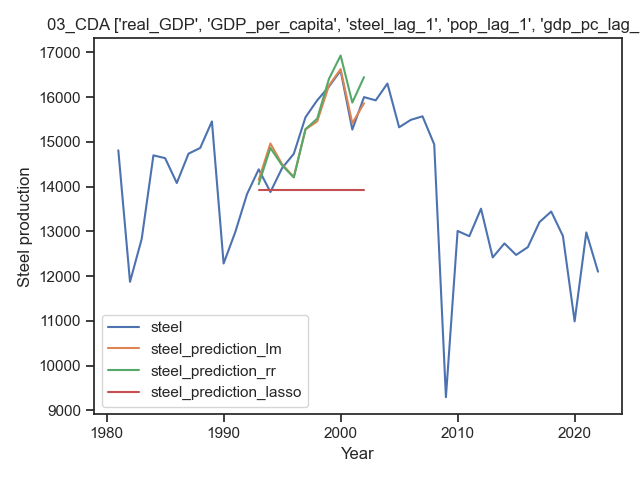 03_CDA ['real_GDP', 'GDP_per_capita', 'steel_lag_1', 'pop_lag_1', 'gdp_pc_lag_
17000
16000
15000
14000
13000
12000
11000
10000
9000
Steel production
steel
steel_prediction_lm
steel_prediction_rr
steel_prediction_lasso
1980
1990
2000
2010
2020
Year